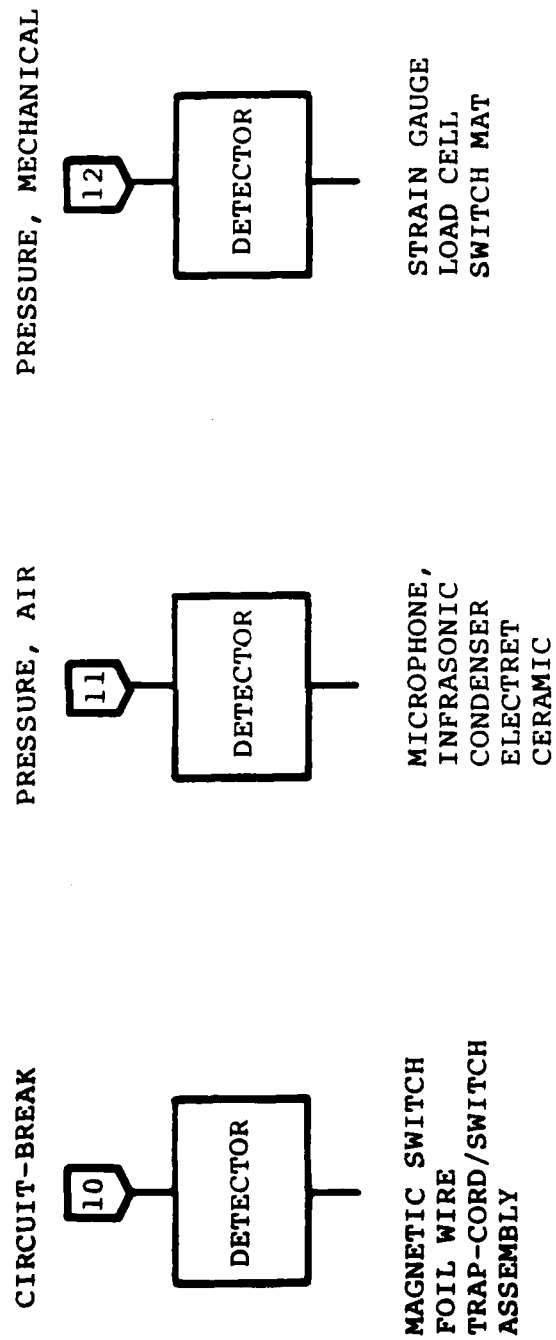 CIRCUIT-BREAK
10
DETECTOR
MAGNETIC SWITCH
FOIL WIRE
TRAP-CORD/SWITCH
ASSEMBLY
PRESSURE, AIR
11
DETECTOR
MICROPHONE,
INFRASONIC
CONDENSER
ELECTRET
CERAMIC
PRESSURE, MECHANICAL
12
DETECTOR
STRAIN GAUGE
LOAD CELL
SWITCH MAT